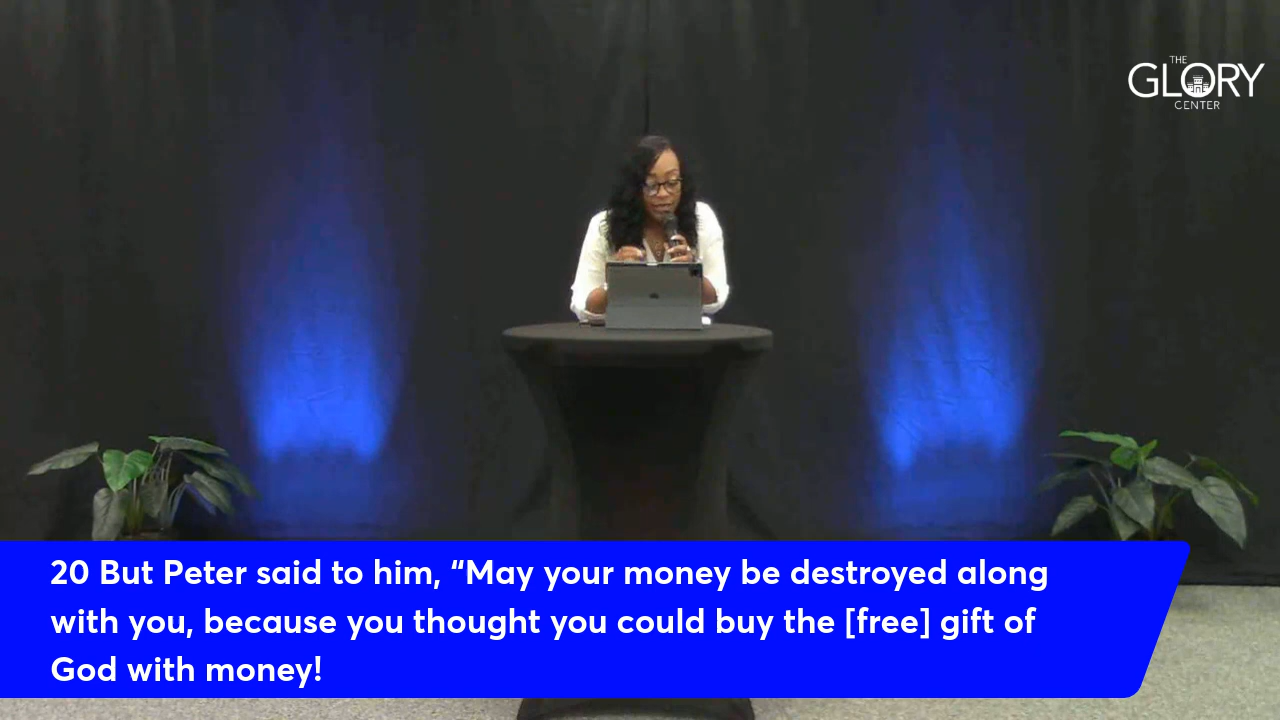 THE
GLORY
CENTER
20 But Peter said to him, “May your money be destroyed along
with you, because you thought you could buy the [free] gift of
God with money!